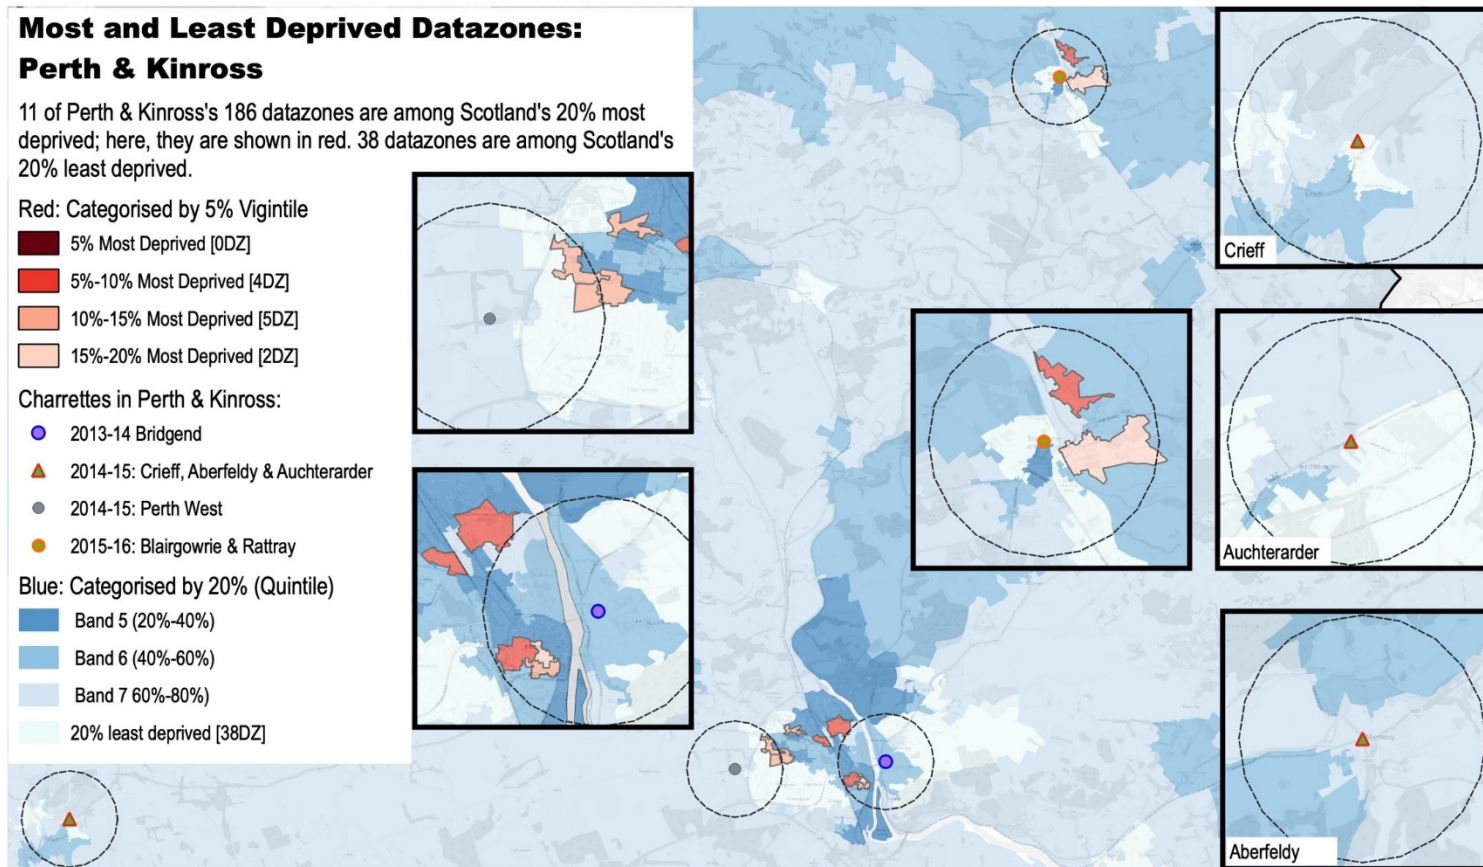 Most and Least Deprived Datazones:
Perth & Kinross
11 of Perth & Kinross's 186 datazones are among Scotland's 20% most
deprived; here, they are shown in red. 38 datazones are among Scotland's
20% least deprived.
Red: Categorised by 5% Vigintile
5% Most Deprived [0DZ]
5%-10% Most Deprived [4DZ]
10%-15% Most Deprived [5DZ]
15%-20% Most Deprived [2DZ]
Charrettes in Perth & Kinross:
2013-14 Bridgend
2014-15: Crieff, Aberfeldy & Auchterarder
2014-15: Perth West
2015-16: Blairgowrie & Rattray
Blue: Categorised by 20% (Quintile)
Band 5 (20%-40%)
Band 6 (40%-60%)
Band 7 60%-80%)
20% least deprived [38DZ]
Crieff
Crieff
Auchterarder
Auchterarder
Aberfeldy